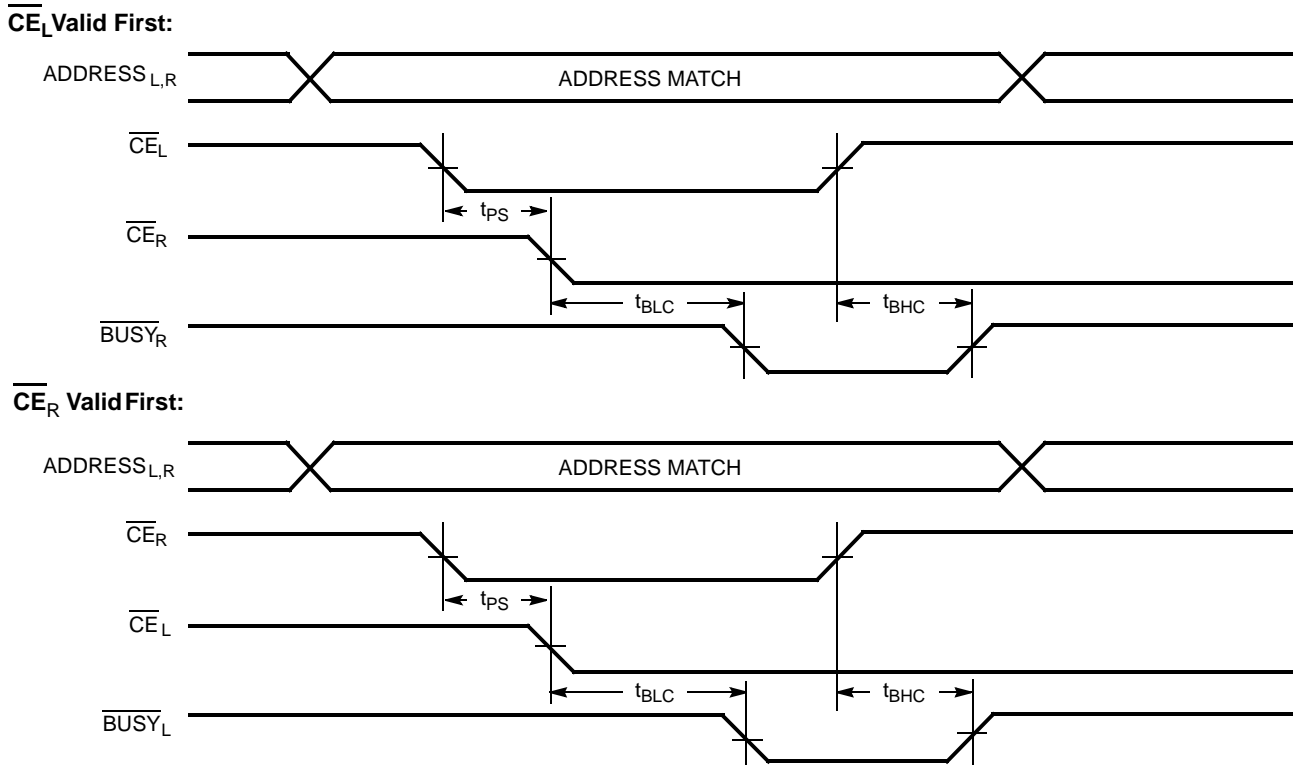 CE_L Valid First:
ADDRESS_L,R
ADDRESS MATCH
CE_L
t_PS
CE_R
t_BLC
t_BHC
BUSY_R
CE_R Valid First:
ADDRESS_L,R
ADDRESS MATCH
CE_R
t_PS
CE_L
t_BLC
t_BHC
BUSY_L